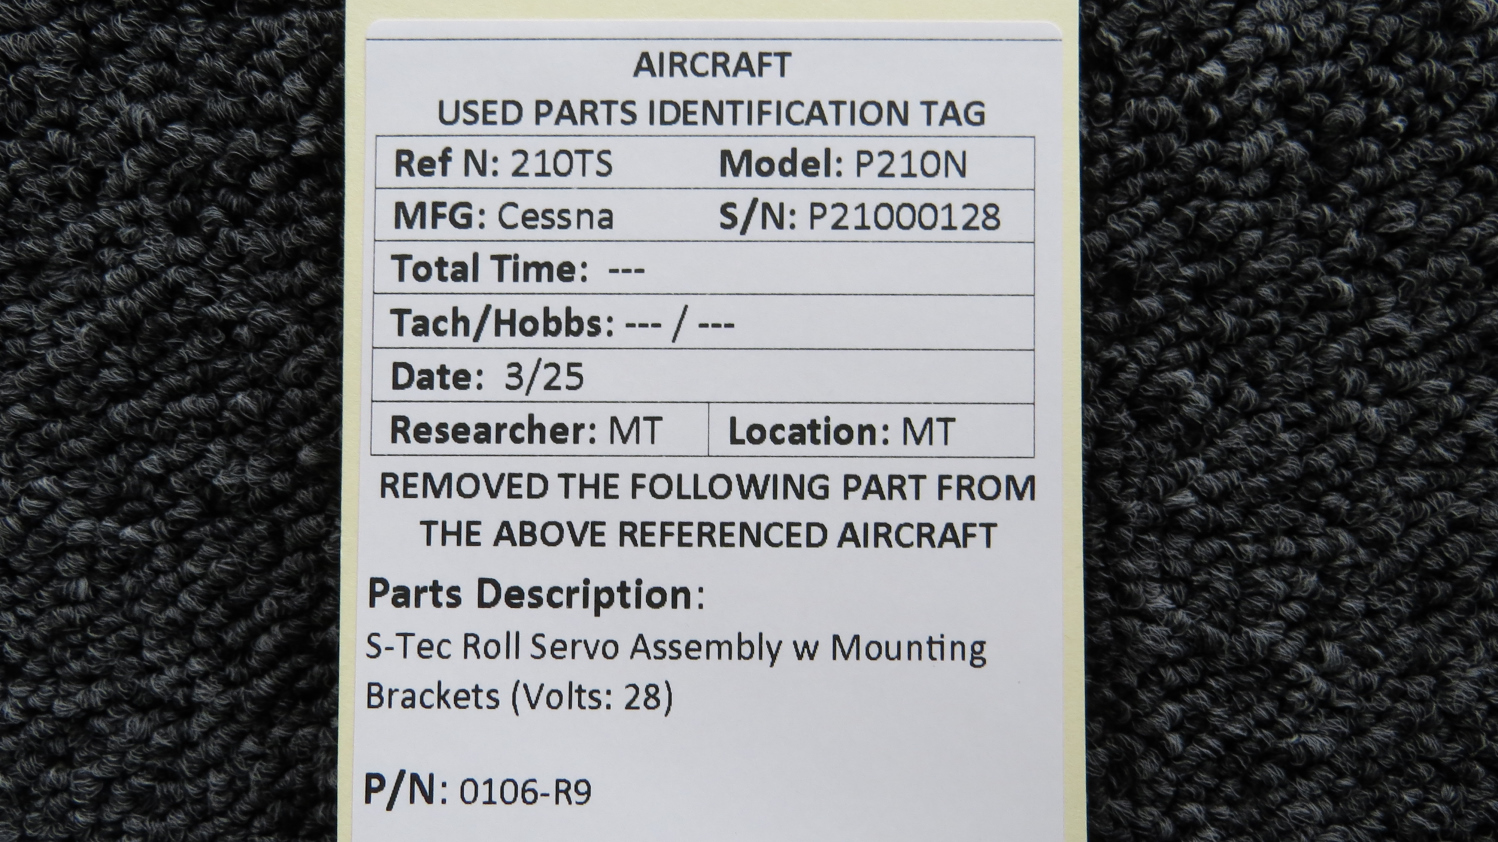 AIRCRAFT
USED PARTS IDENTIFICATION TAG
Ref N: 210TS Model: P210N
MFG: Cessna S/N: P21000128
Total Time: ---
Tach/Hobbs: --- / ---
Date: 3/25
Researcher: MT Location: MT
REMOVED THE FOLLOWING PART FROM
THE ABOVE REFERENCED AIRCRAFT
Parts Description:
S-Tec Roll Servo Assembly w Mounting
Brackets (Volts: 28)
P/N: 0106-R9